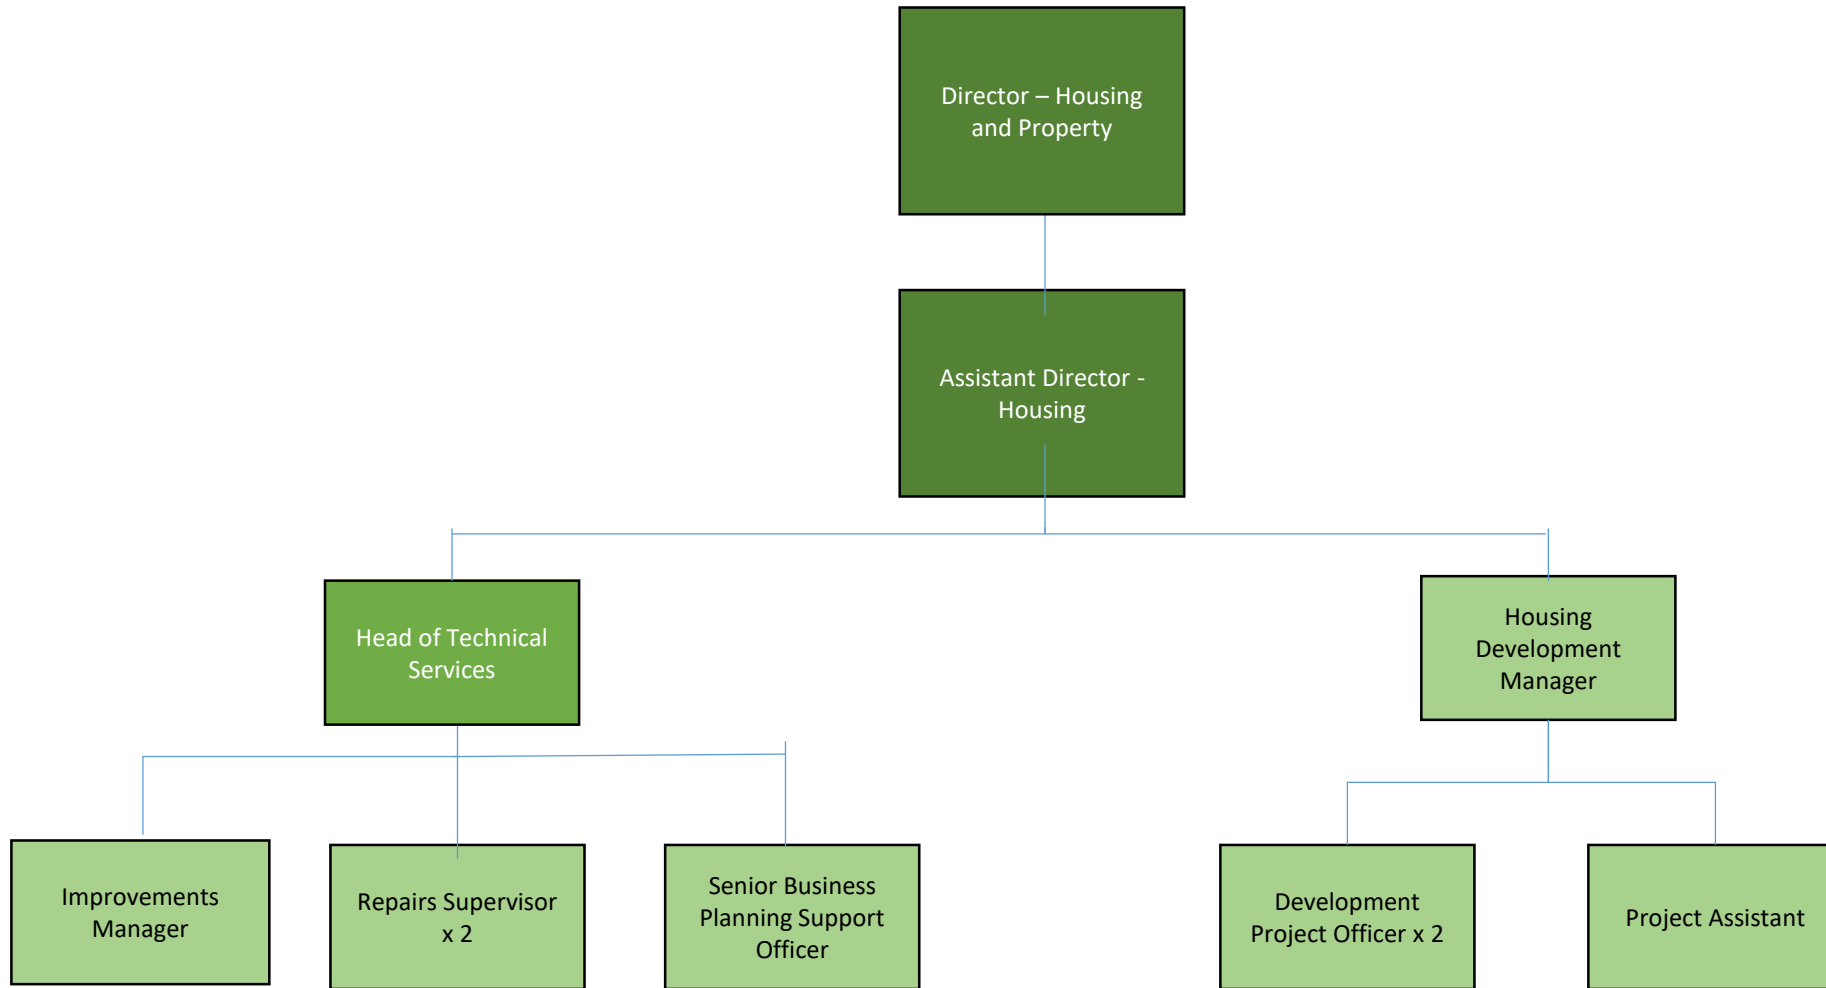 Director – Housing
and Property
Assistant Director -
Housing
Head of Technical
Services
Housing
Development
Manager
Improvements
Manager
Repairs Supervisor
x 2
Senior Business
Planning Support
Officer
Development
Project Officer x 2
Project Assistant